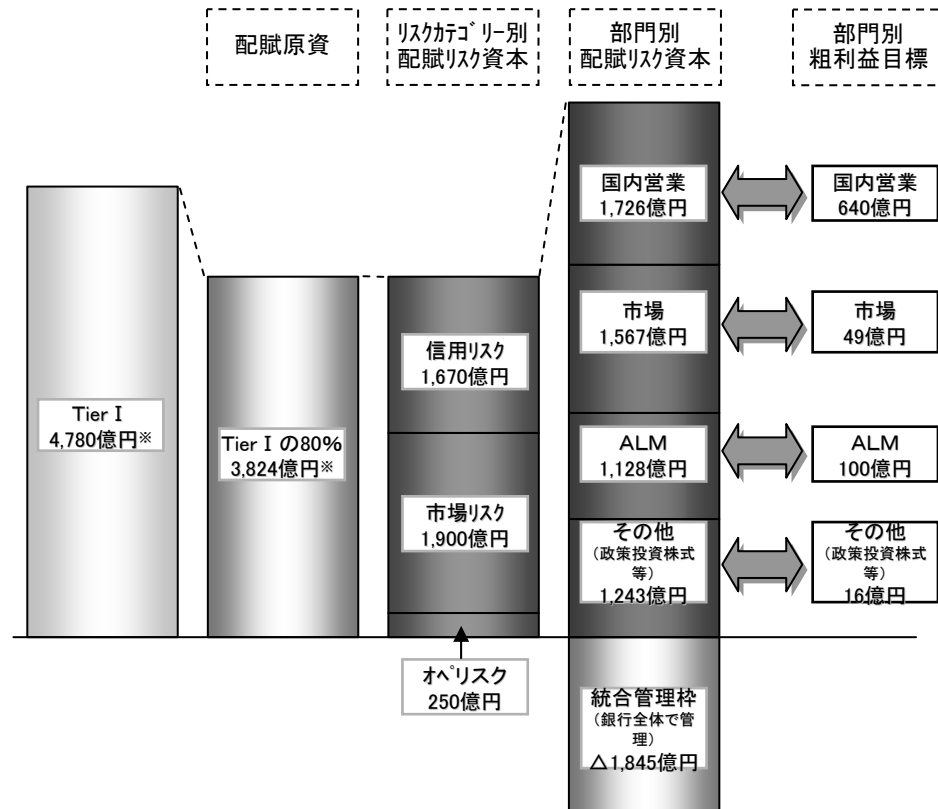 配賦原資
ﾘｽｸｶﾃｺﾞﾘｰ別
配賦リスク資本
部門別
配賦リスク資本
部門別
粗利益目標
Tier Ⅰ
4,780億円※
Tier Ⅰの80%
3,824億円※
信用リスク
1,670億円
市場リスク
1,900億円
ｵﾍﾟリスク
250億円
国内営業
1,726億円
市場
1,567億円
ALM
1,128億円
その他
(政策投資株式
等)
1,243億円
統合管理枠
(銀行全体で管
理)
△1,845億円
国内営業
640億円
市場
49億円
ALM
100億円
その他
(政策投資株式
等)
16億円